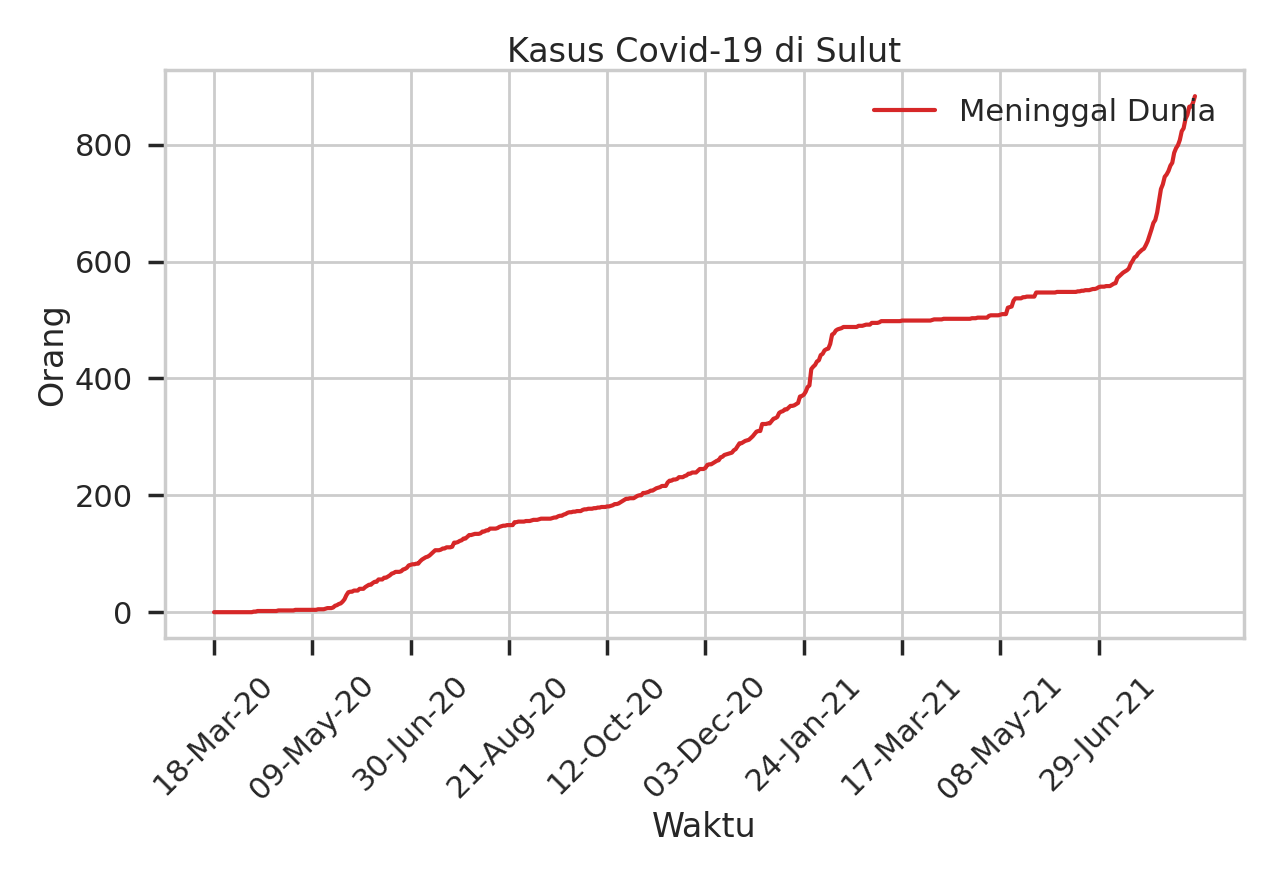 Kasus Covid-19 di Sulut
Meninggal Dunia
800
600
400
200
0
Orang
18-Mar-20
09-May-20
30-Jun-20
21-Aug-20
12-Oct-20
03-Dec-20
24-Jan-21
17-Mar-21
08-May-21
29-Jun-21
Waktu